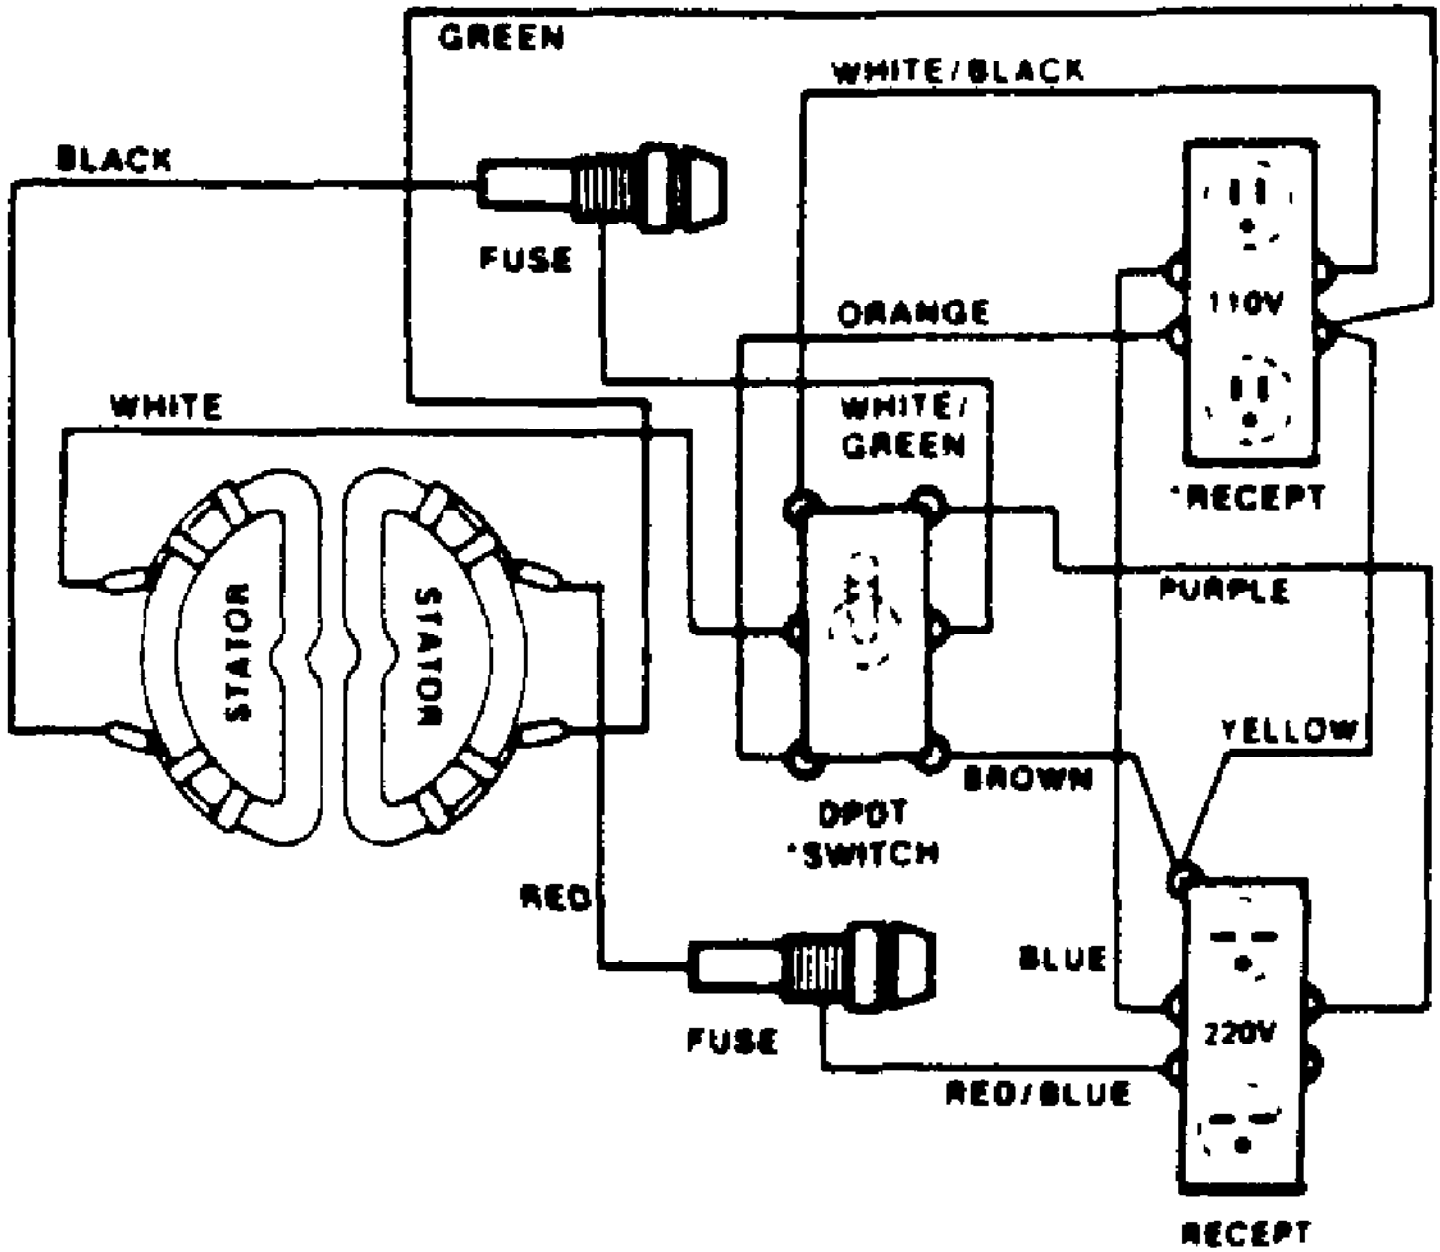 GREEN
WHITE/BLACK
BLACK
FUSE
110V
ORANGE
WHITE
WHITE/
GREEN
*RECEPT
STATOR
STATOR
PURPLE
YELLOW
BROWN
DPDT
*SWITCH
RED
BLUE
FUSE
220V
RED/BLUE
RECEPT